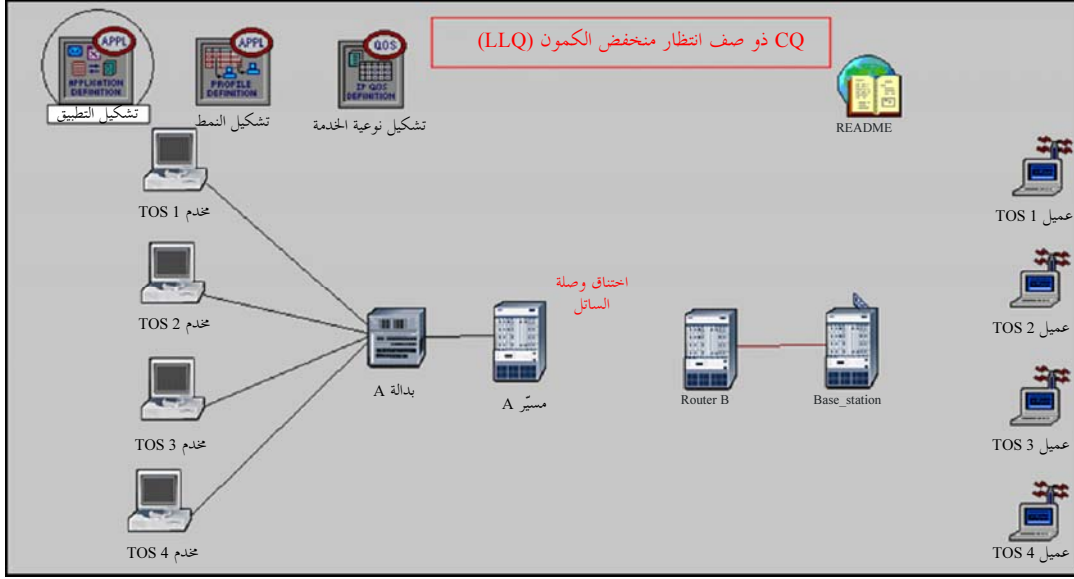 CQ ذو صف انتظار منخفض الكمون (LLQ)
APPL
APPLICATION
DEFINITION
تشكيل التطبيق
APPL
PROFILE
DEFINITION
تشكيل النمط
QOS
IP QOS
DEFINITION
تشكيل نوعية الخدمة
README
مخدم TOS 1
عميل TOS 1
مخدم TOS 2
عميل TOS 2
اختناق وصلة
الساتل
بدالة A
مسيّر A
Router B
Base_station
مخدم TOS 3
عميل TOS 3
مخدم TOS 4
عميل TOS 4